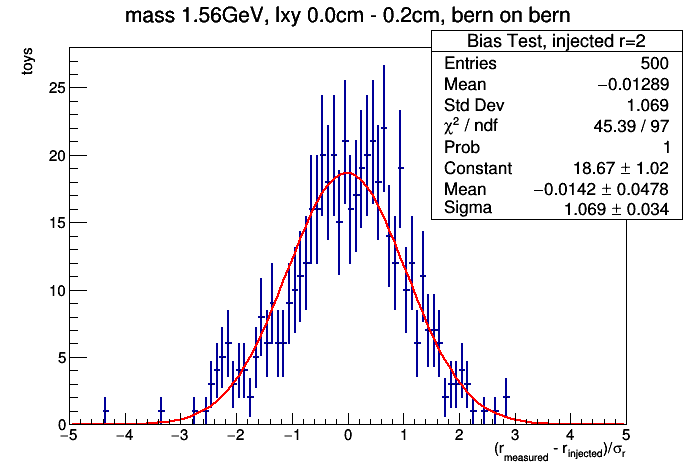 mass 1.56GeV, lxy 0.0cm - 0.2cm, bern on bern
toys
Bias Test, injected r=2
Entries 500
Mean −0.01289
Std Dev 1.069
χ² / ndf 45.39 / 97
Prob 1
Constant 18.67 ± 1.02
Mean −0.0142 ± 0.0478
Sigma 1.069 ± 0.034
25
20
15
10
5
0
−5 −4 −3 −2 −1 0 1 2 3 4 5
(r_measured - r_injected)/σ_r